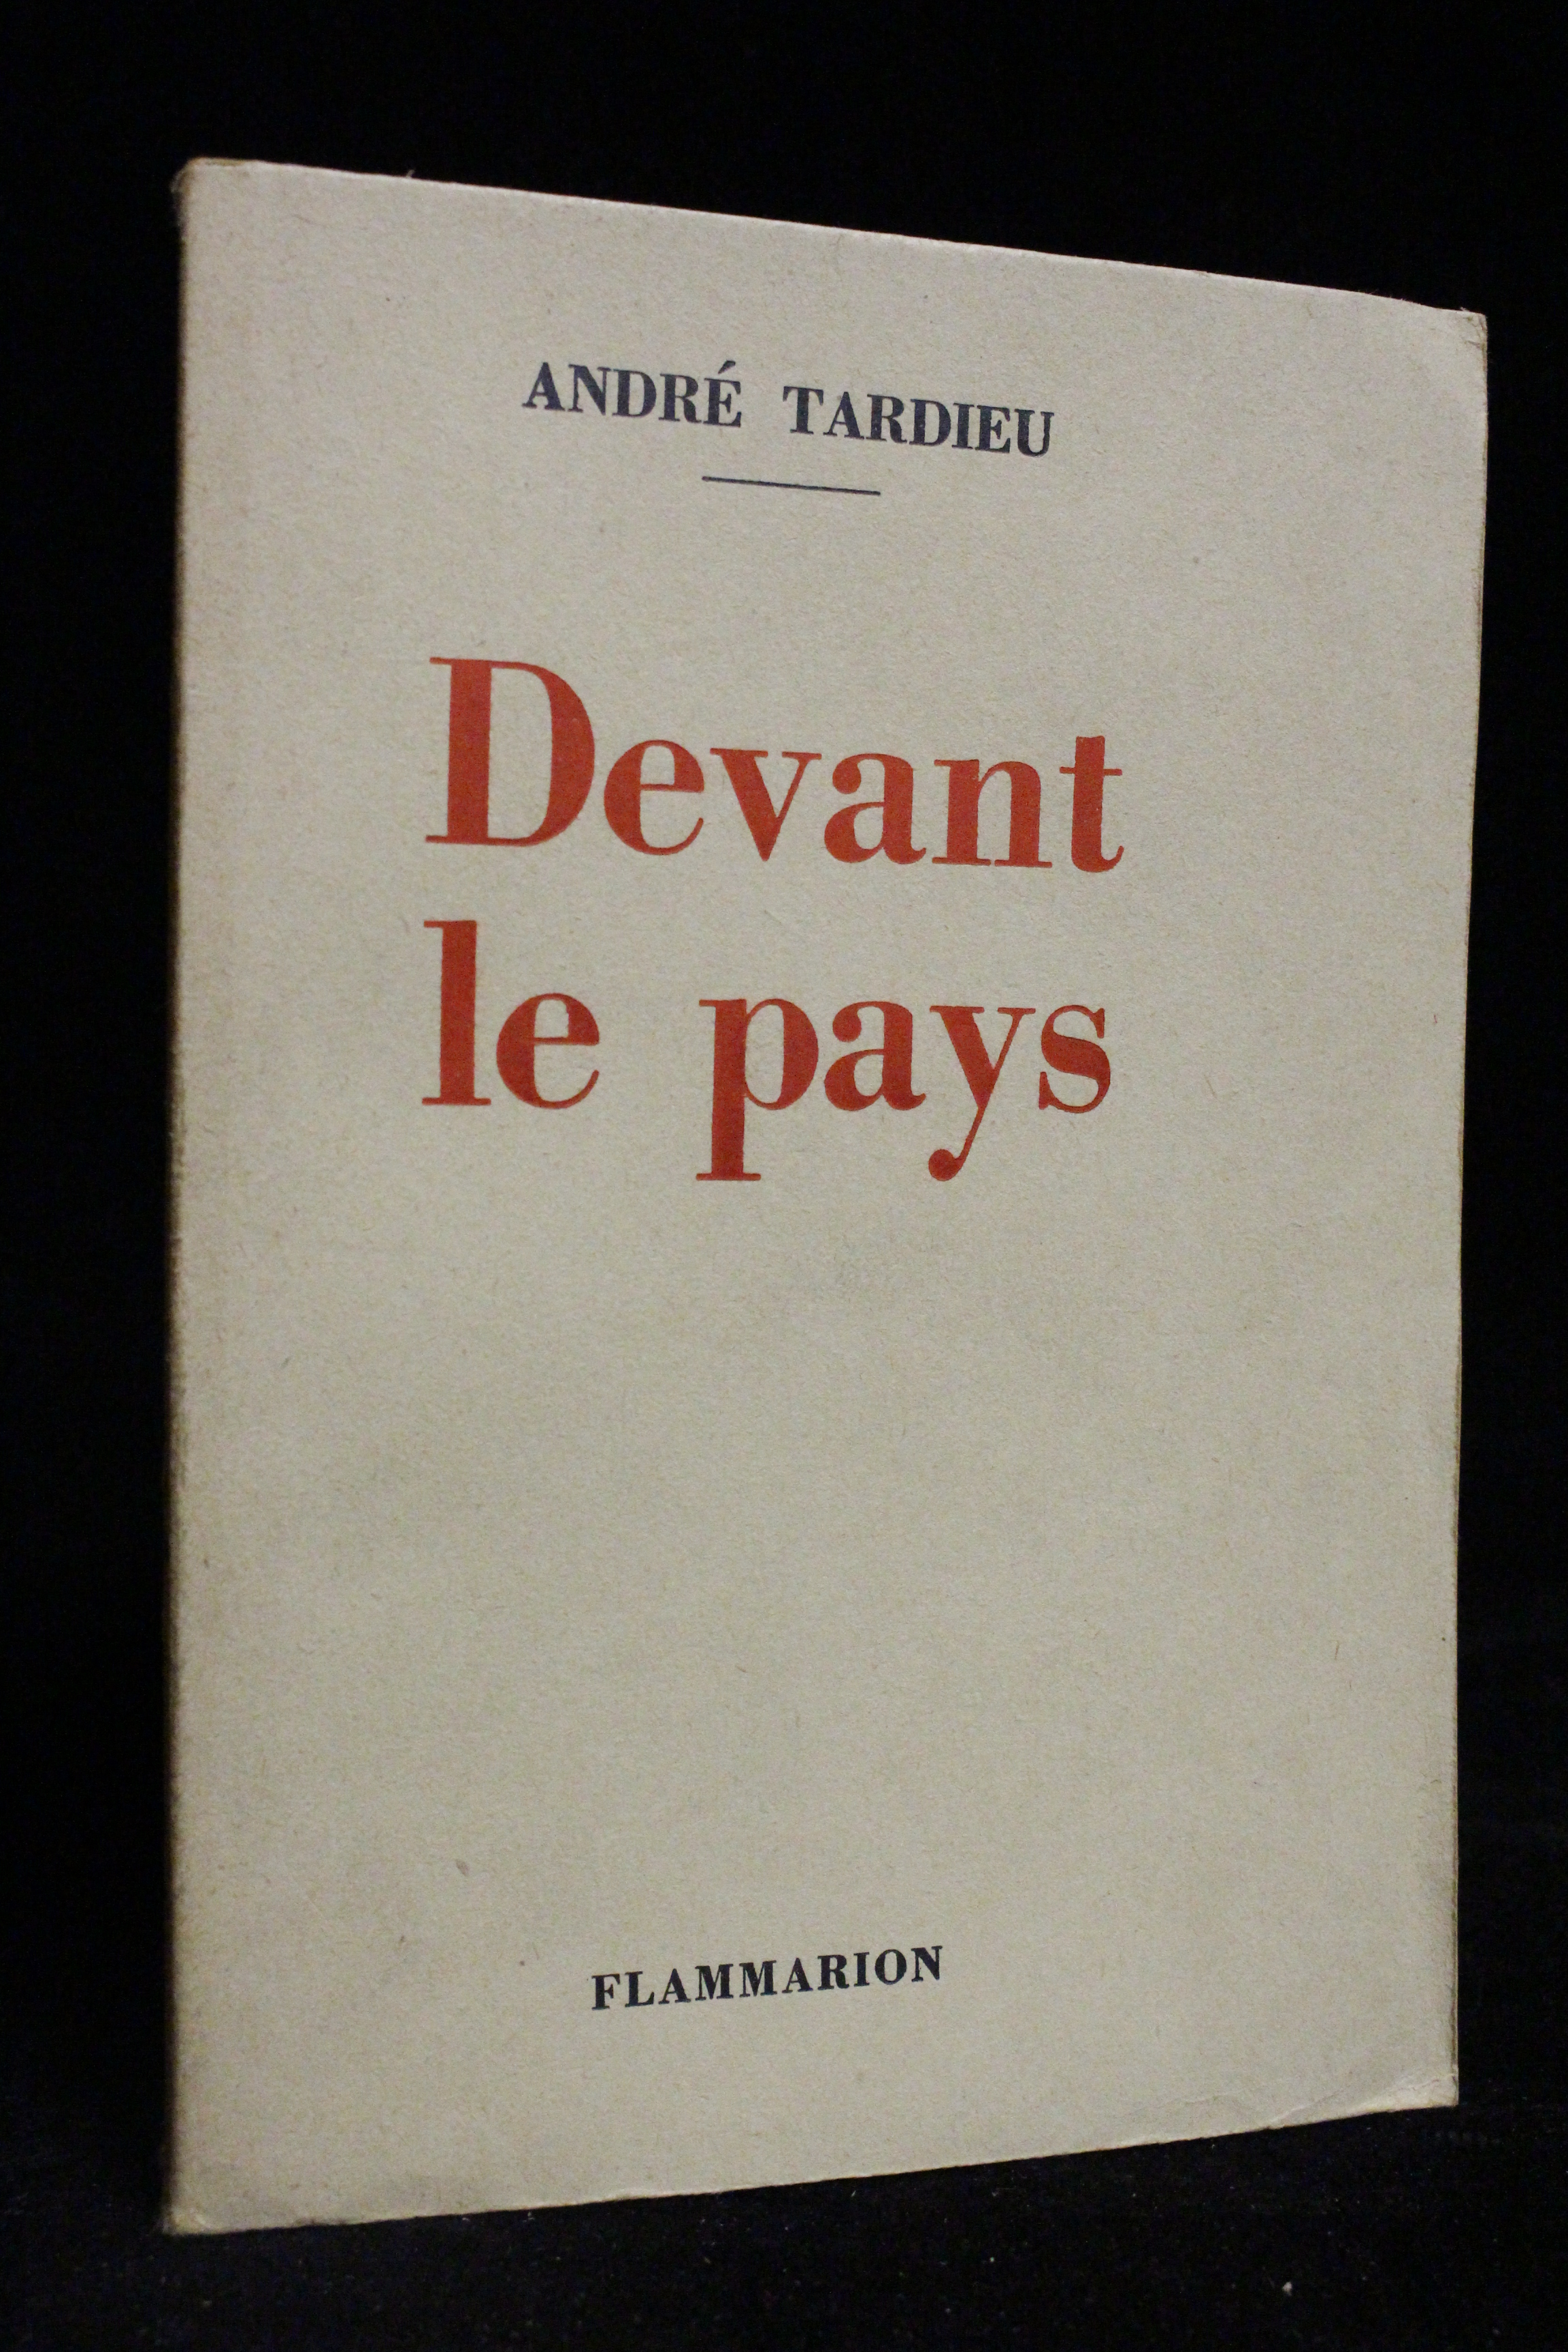 ANDRÉ TARDIEU
Devant
le pays
FLAMMARION